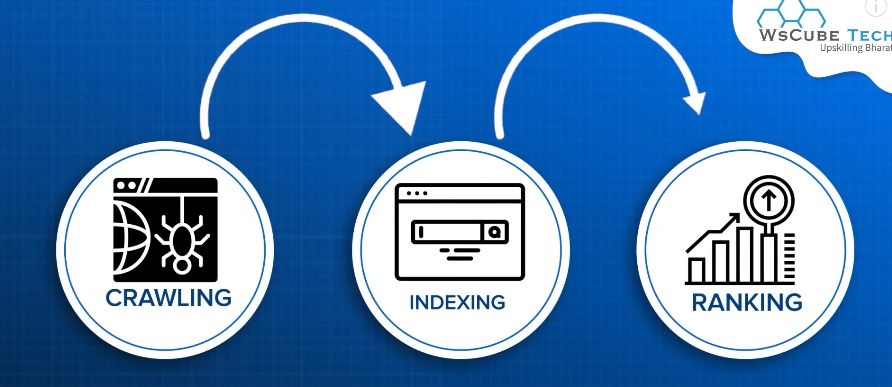 WsCube Tech
Upskilling Bharat
CRAWLING
INDEXING
RANKING